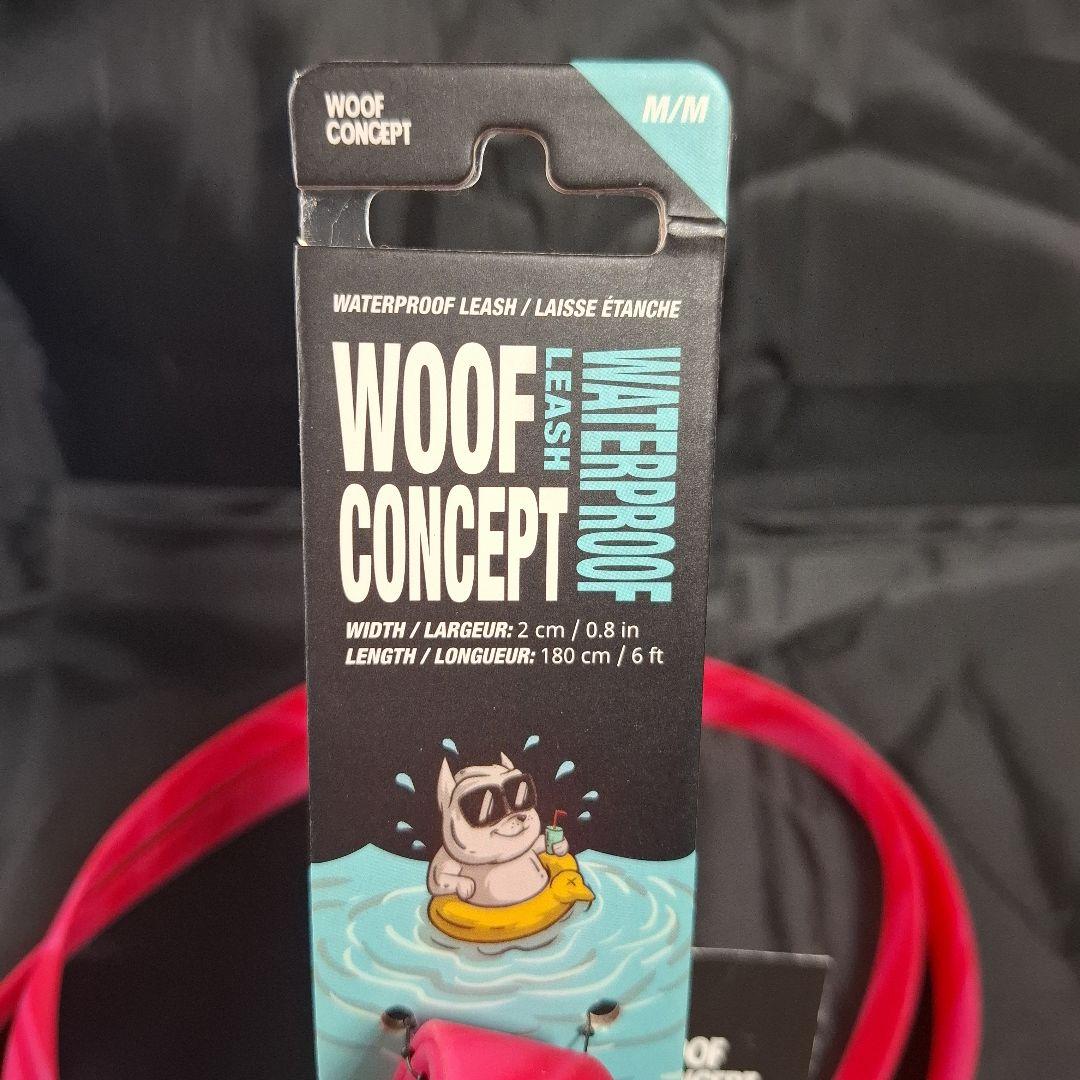 WOOF
CONCEPT
M/M
WATERPROOF LEASH / LAISSE ÉTANCHE
WOOF
CONCEPT
LEASH
WATERPROOF
WIDTH / LARGEUR: 2 cm / 0.8 in
LENGTH / LONGUEUR: 180 cm / 6 ft